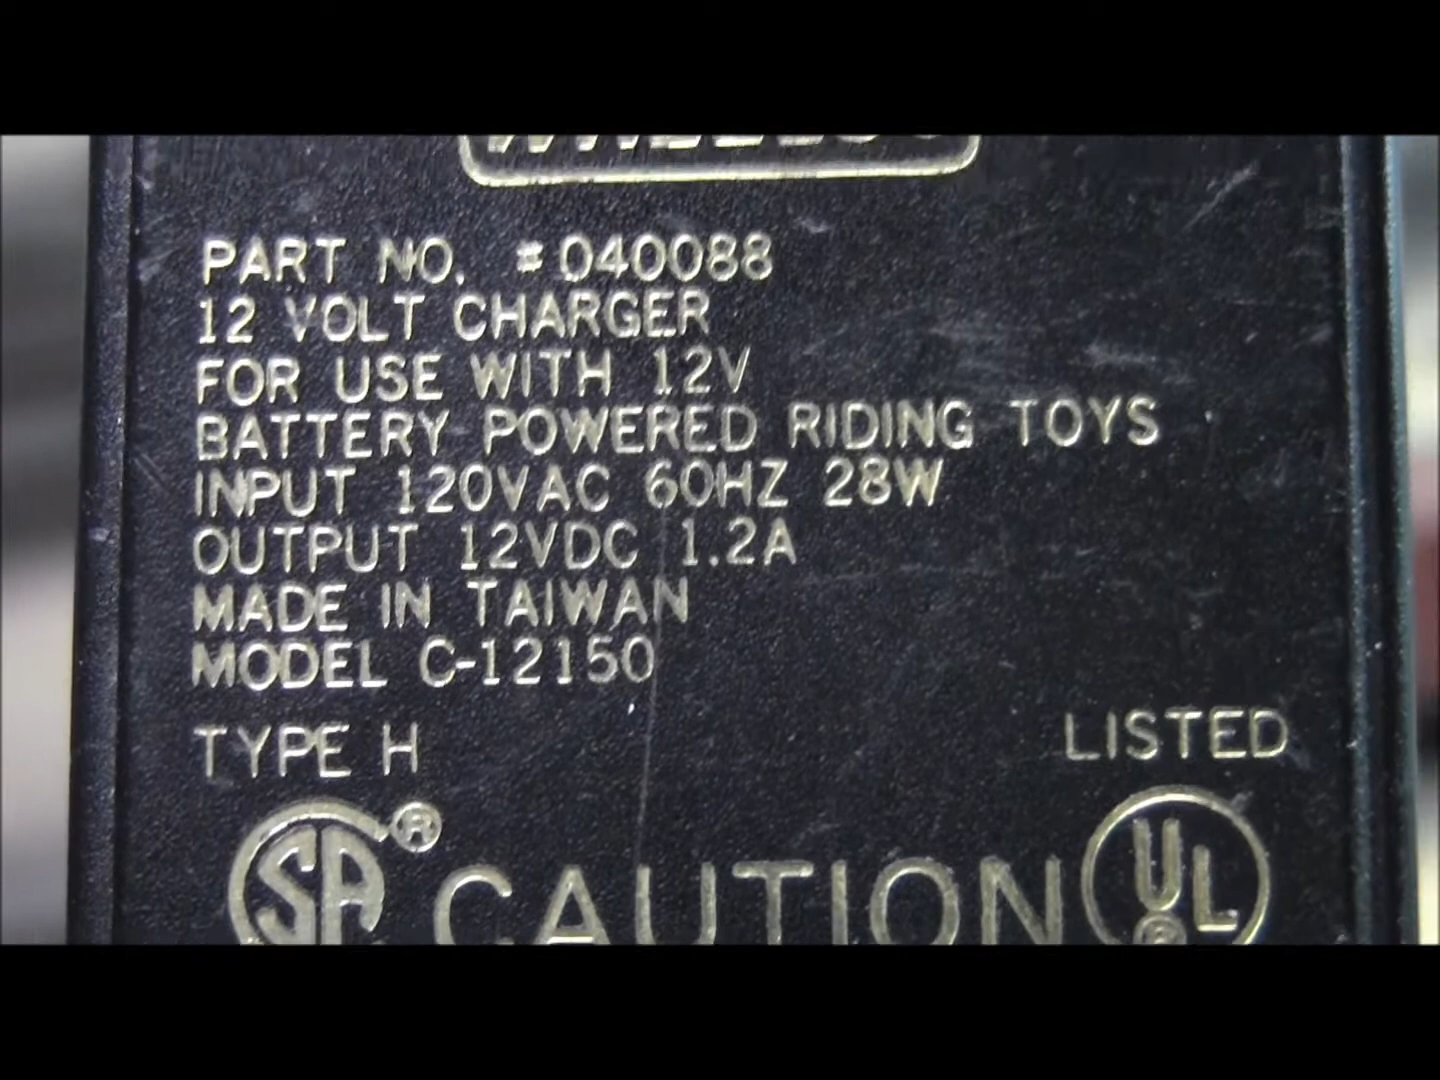 PART NO. #040088
12 VOLT CHARGER
FOR USE WITH 12V
BATTERY POWERED RIDING TOYS
INPUT 120VAC 60HZ 28W
OUTPUT 12VDC 1.2A
MADE IN TAIWAN
MODEL C-12150
TYPE H
LISTED
SA ®
CAUTION
UL ®